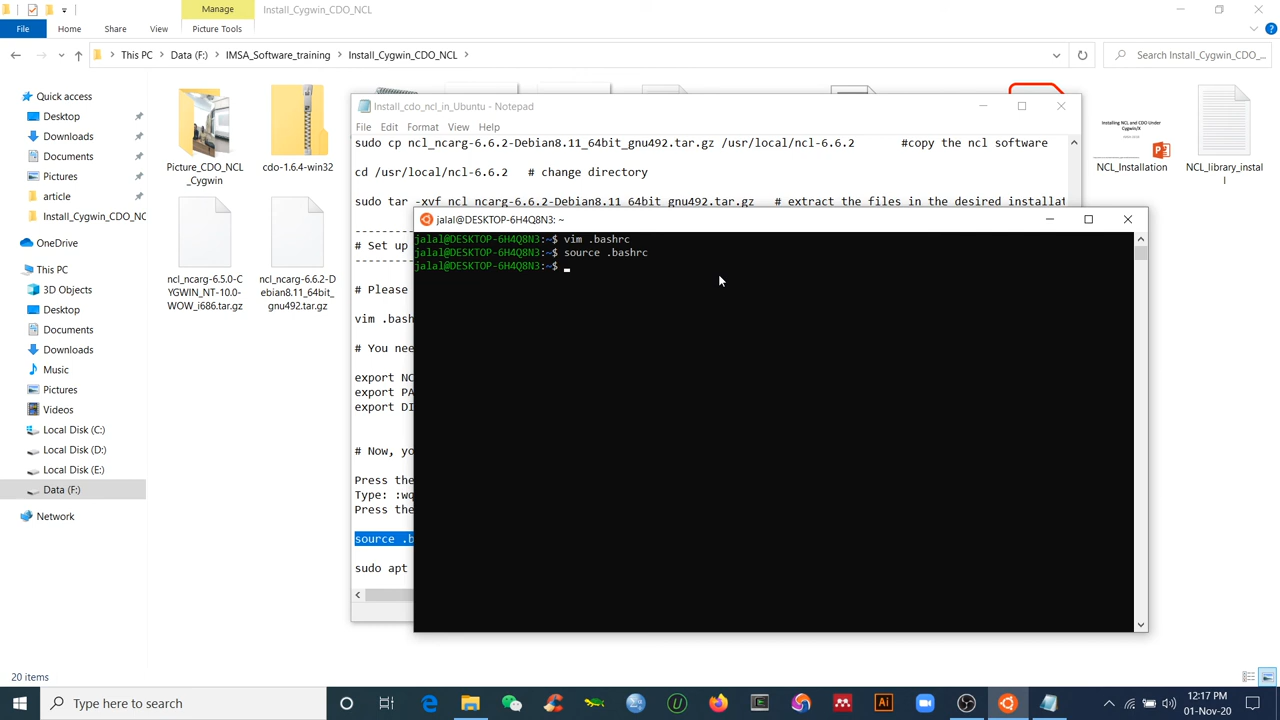 Manage
Install_Cygwin_CDO_NCL
File
Home
Share
View
Picture Tools
This PC
Data (F:)
IMSA_Software_training
Install_Cygwin_CDO_NCL
Search Install_Cygwin_CDO_...
Quick access
Desktop
Downloads
Documents
Pictures
article
Install_Cygwin_CDO_NC
OneDrive
This PC
3D Objects
Desktop
Documents
Downloads
Music
Pictures
Videos
Local Disk (C:)
Local Disk (D:)
Local Disk (E:)
Data (F:)
Network
20 items
Picture_CDO_NCL
_Cygwin
cdo-1.6.4-win32
ncl_ncarg-6.5.0-C
YGWIN_NT-10.0-
WOW_i686.tar.gz
ncl_ncarg-6.6.2-D
ebian8.11_64bit_
gnu492.tar.gz
Installing NCL and CDO Under
Cygwin/X
NCL_Installation
NCL_library_instal
l
Install_cdo_ncl_in_Ubuntu - Notepad
File
Edit
Format
View
Help
sudo cp ncl_ncarg-6.6.2-Debian8.11_64bit_gnu492.tar.gz /usr/local/ncl-6.6.2 #copy the ncl software
cd /usr/local/ncl-6.6.2 # change directory
sudo tar -xvf ncl_ncarg-6.6.2-Debian8.11_64bit_gnu492.tar.gz # extract the files in the desired installat
# Set up
# Please
vim .bash
# You nee
export NC
export PA
export DI
# Now, yo
Press the
Type: :wq
Press the
source .b
sudo apt
jalal@DESKTOP-6H4Q8N3: ~
jalal@DESKTOP-6H4Q8N3:~$ vim .bashrc
jalal@DESKTOP-6H4Q8N3:~$ source .bashrc
jalal@DESKTOP-6H4Q8N3:~$
Type here to search
12:17 PM
01-Nov-20